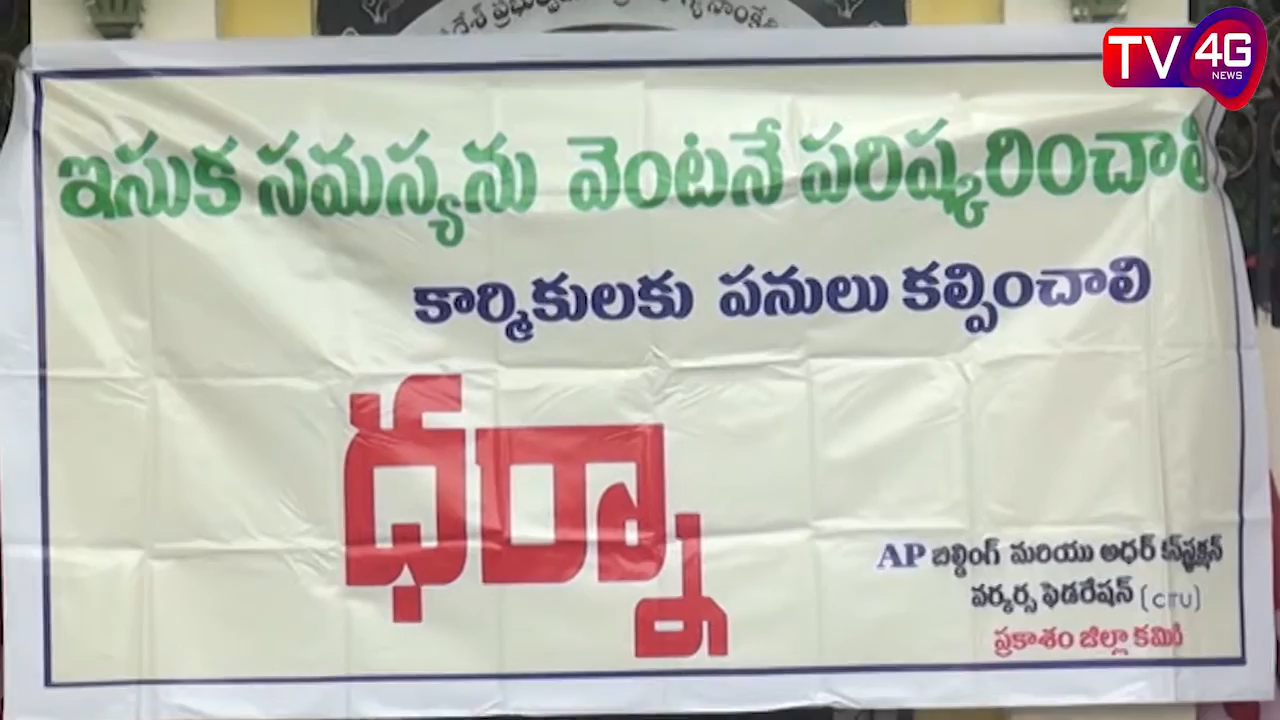 TV 4G
NEWS
ఇసుక సమస్యను వెంటనే పరిష్కరించాలి
కార్మికులకు పనులు కల్పించాలి
ధర్నా
AP బిల్డింగ్ మరియు అధర్ కన్‌స్ట్రక్షన్
వర్కర్స్ ఫెడరేషన్ (CITU)
ప్రకాశం జిల్లా కమిటీ